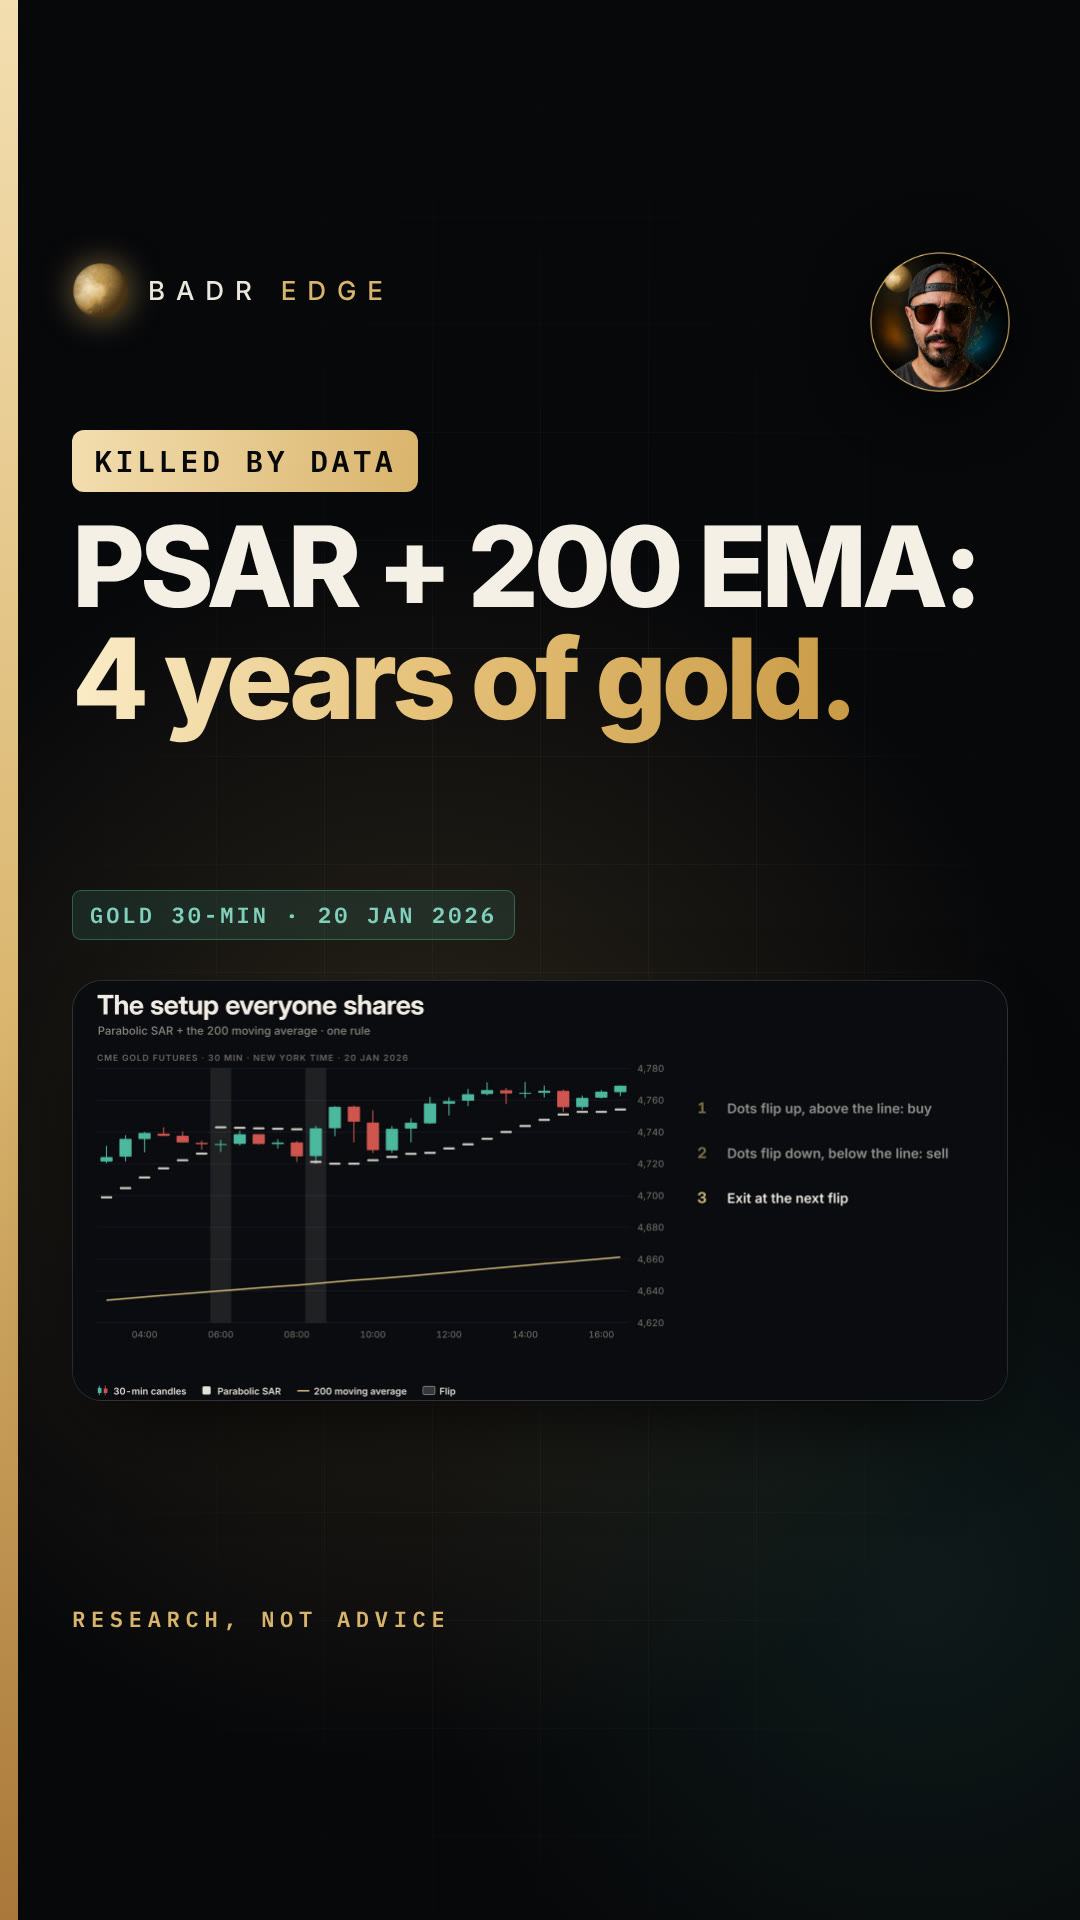 BADR EDGE
KILLED BY DATA
PSAR + 200 EMA:
4 years of gold.
GOLD 30-MIN · 20 JAN 2026
The setup everyone shares
Parabolic SAR + the 200 moving average · one rule
CME GOLD FUTURES · 30 MIN · NEW YORK TIME · 20 JAN 2026
4,780
4,760
4,740
4,720
4,700
4,680
4,660
4,640
4,620
04:00 06:00 08:00 10:00 12:00 14:00 16:00
1 Dots flip up, above the line: buy
2 Dots flip down, below the line: sell
3 Exit at the next flip
30-min candles Parabolic SAR 200 moving average Flip
RESEARCH, NOT ADVICE